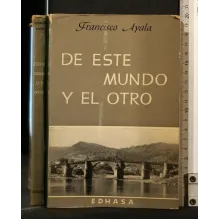 Francisco Ayala
DE ESTE
MUNDO
Y EL OTRO
EDHASA